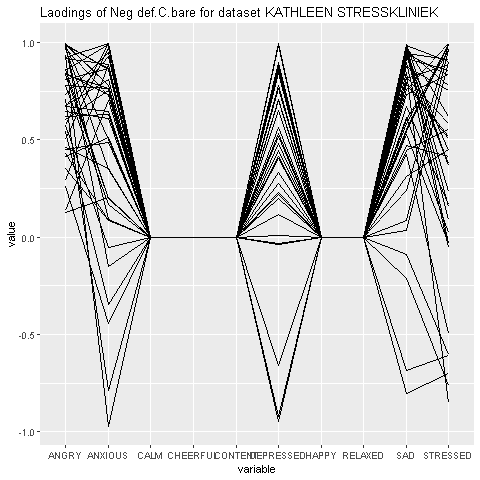 Laodings of Neg def.C.bare for dataset KATHLEEN STRESSKLINIEK
1.0
0.5
0.0
-0.5
-1.0
value
ANGRY ANXIOUS CALM CHEERFUL CONTENT DEPRESSED HAPPY RELAXED SAD STRESSED
variable